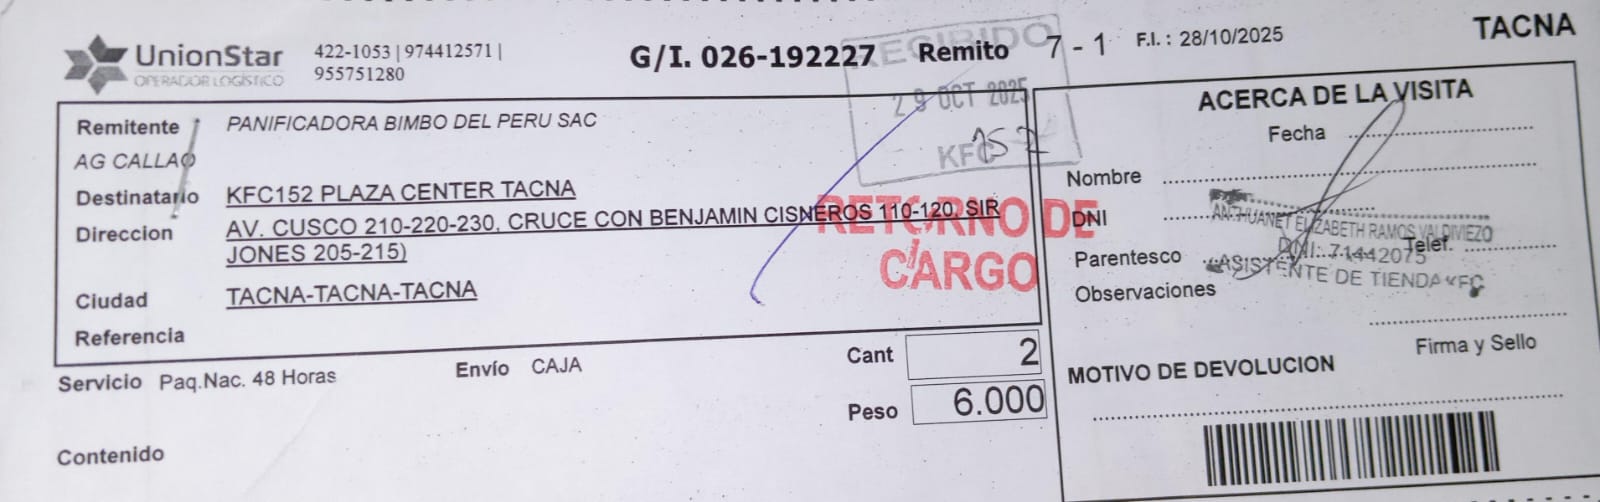 UnionStar
OPERADOR LOGÍSTICO
422-1053 | 974412571 |
955751280
G/I. 026-192227 Remito 7 - 1 F.I. : 28/10/2025 TACNA
RECIBIDO
29 OCT 2025
KFC 152
Remitente PANIFICADORA BIMBO DEL PERU SAC
AG CALLAO
Destinatario KFC152 PLAZA CENTER TACNA
Direccion AV. CUSCO 210-220-230, CRUCE CON BENJAMIN CISNEROS 110-120, SIR
JONES 205-215)
Ciudad TACNA-TACNA-TACNA
Referencia
RETORNO DE
CARGO
Servicio Paq.Nac. 48 Horas Envío CAJA Cant 2
Peso 6.000
Contenido
ACERCA DE LA VISITA
Fecha
Nombre
DNI
ELIZABETH RAMOS VALDIVIEZO
Telef.
DNI: 71442075
Parentesco
ASISTENTE DE TIENDA KFC
Observaciones
Firma y Sello
MOTIVO DE DEVOLUCION